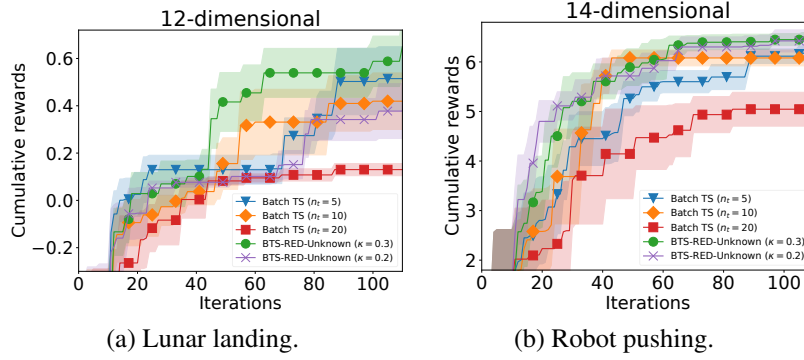 12-dimensional
Cumulative rewards
0.6
0.4
0.2
0.0
−0.2
0 20 40 60 80 100
Iterations
Batch TS (n_t = 5)
Batch TS (n_t = 10)
Batch TS (n_t = 20)
BTS-RED-Unknown (κ = 0.3)
BTS-RED-Unknown (κ = 0.2)
(a) Lunar landing.
14-dimensional
Cumulative rewards
6
5
4
3
2
0 20 40 60 80 100
Iterations
Batch TS (n_t = 5)
Batch TS (n_t = 10)
Batch TS (n_t = 20)
BTS-RED-Unknown (κ = 0.3)
BTS-RED-Unknown (κ = 0.2)
(b) Robot pushing.